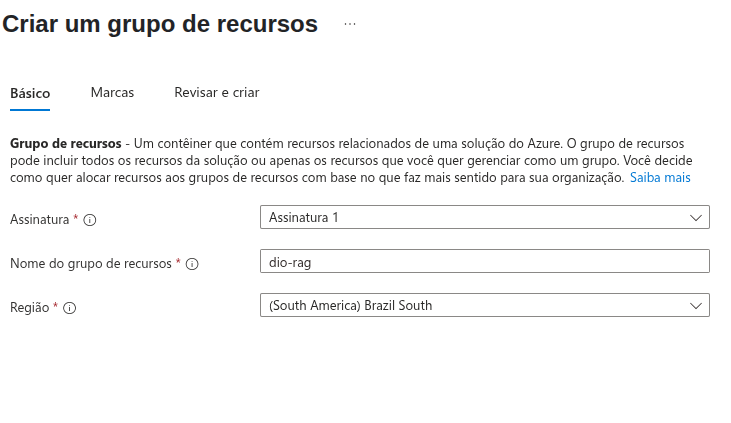 Criar um grupo de recursos ...
Básico Marcas Revisar e criar
Grupo de recursos - Um contêiner que contém recursos relacionados de uma solução do Azure. O grupo de recursos
pode incluir todos os recursos da solução ou apenas os recursos que você quer gerenciar como um grupo. Você decide
como quer alocar recursos aos grupos de recursos com base no que faz mais sentido para sua organização. Saiba mais
Assinatura * Assinatura 1
Nome do grupo de recursos * dio-rag
Região * (South America) Brazil South